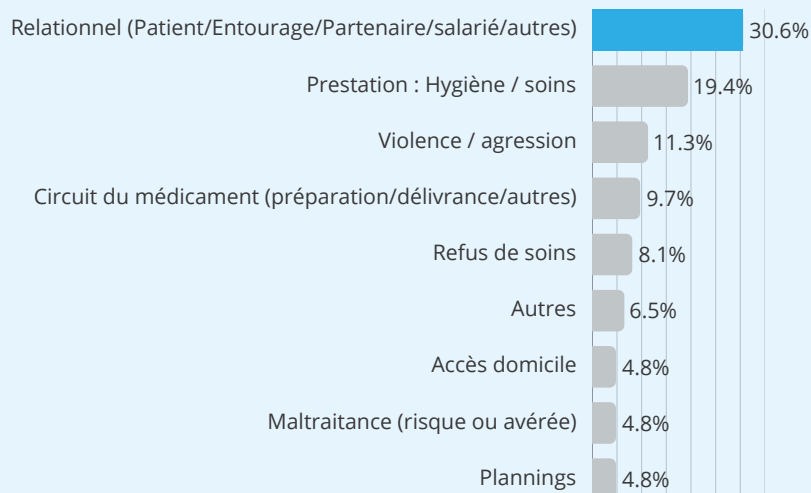 Relationnel (Patient/Entourage/Partenaire/salarié/autres) 30.6%
Prestation : Hygiène / soins 19.4%
Violence / agression 11.3%
Circuit du médicament (préparation/délivrance/autres) 9.7%
Refus de soins 8.1%
Autres 6.5%
Accès domicile 4.8%
Maltraitance (risque ou avérée) 4.8%
Plannings 4.8%